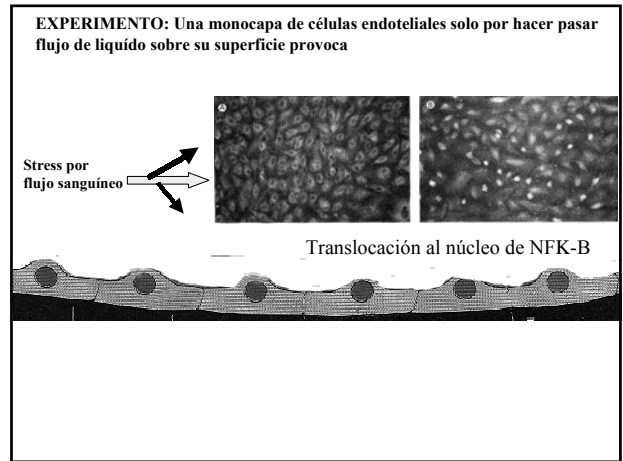 EXPERIMENTO: Una monocapa de células endoteliales solo por hacer pasar
flujo de liquído sobre su superficie provoca
A
B
Stress por
flujo sanguíneo
Translocación al núcleo de NFK-B